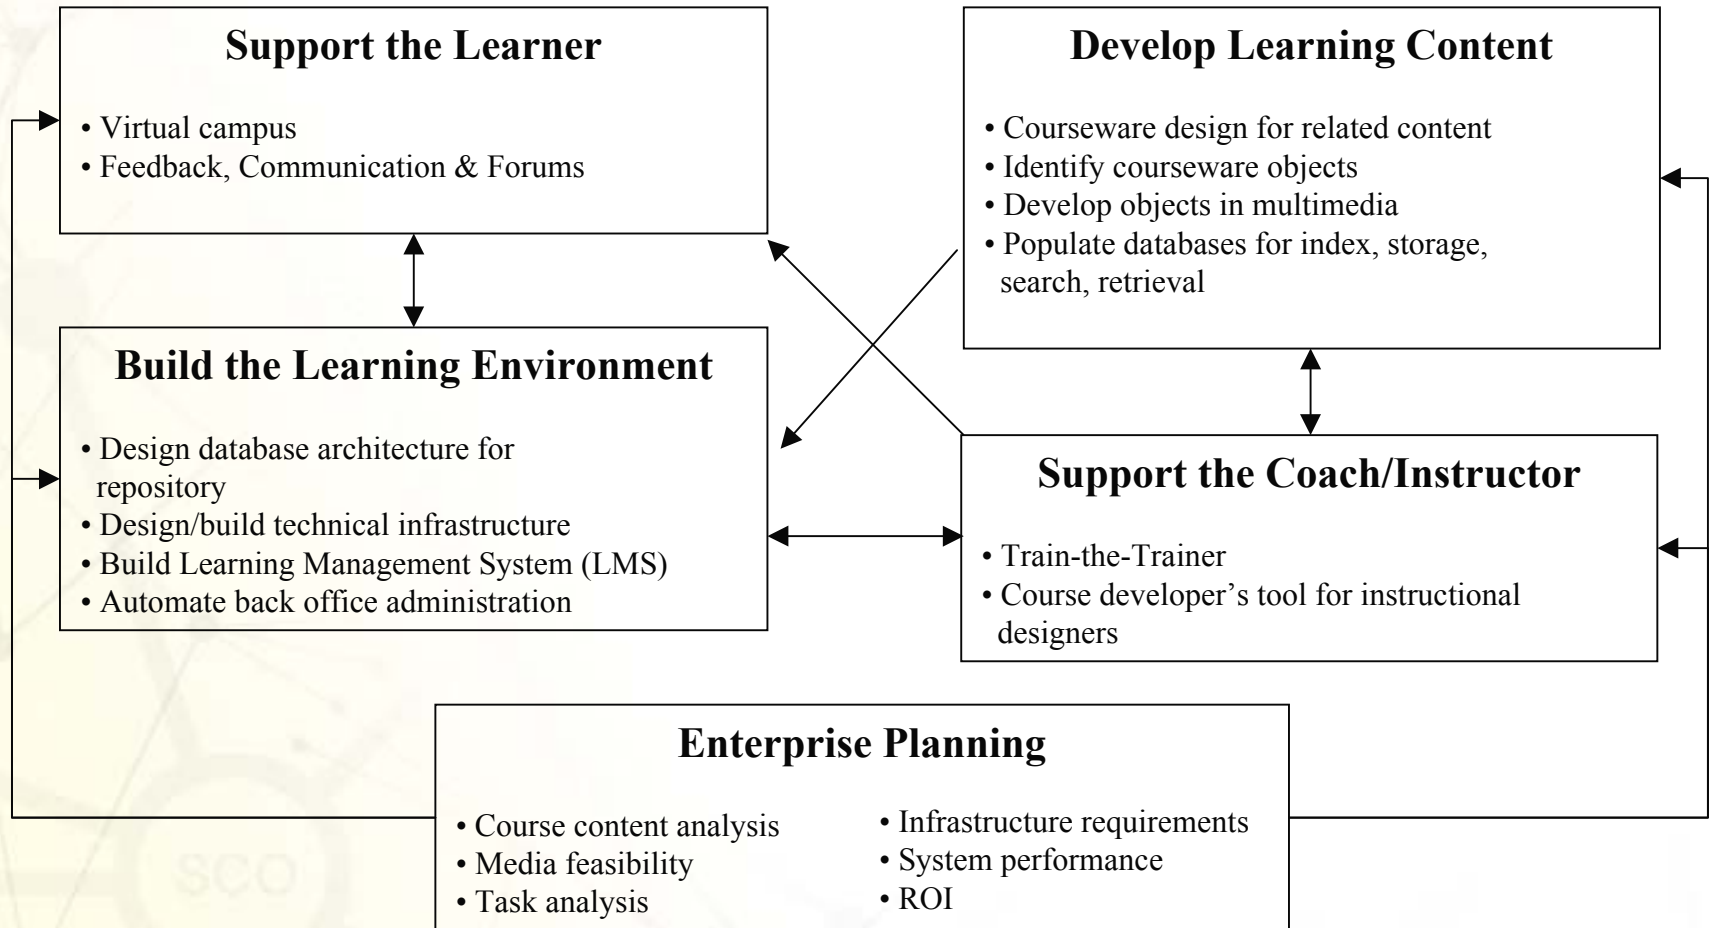 Support the Learner
• Virtual campus
• Feedback, Communication & Forums
Develop Learning Content
• Courseware design for related content
• Identify courseware objects
• Develop objects in multimedia
• Populate databases for index, storage,
search, retrieval
Build the Learning Environment
• Design database architecture for
repository
• Design/build technical infrastructure
• Build Learning Management System (LMS)
• Automate back office administration
Support the Coach/Instructor
• Train-the-Trainer
• Course developer’s tool for instructional
designers
Enterprise Planning
• Course content analysis
• Media feasibility
• Task analysis
• Infrastructure requirements
• System performance
• ROI
SCO